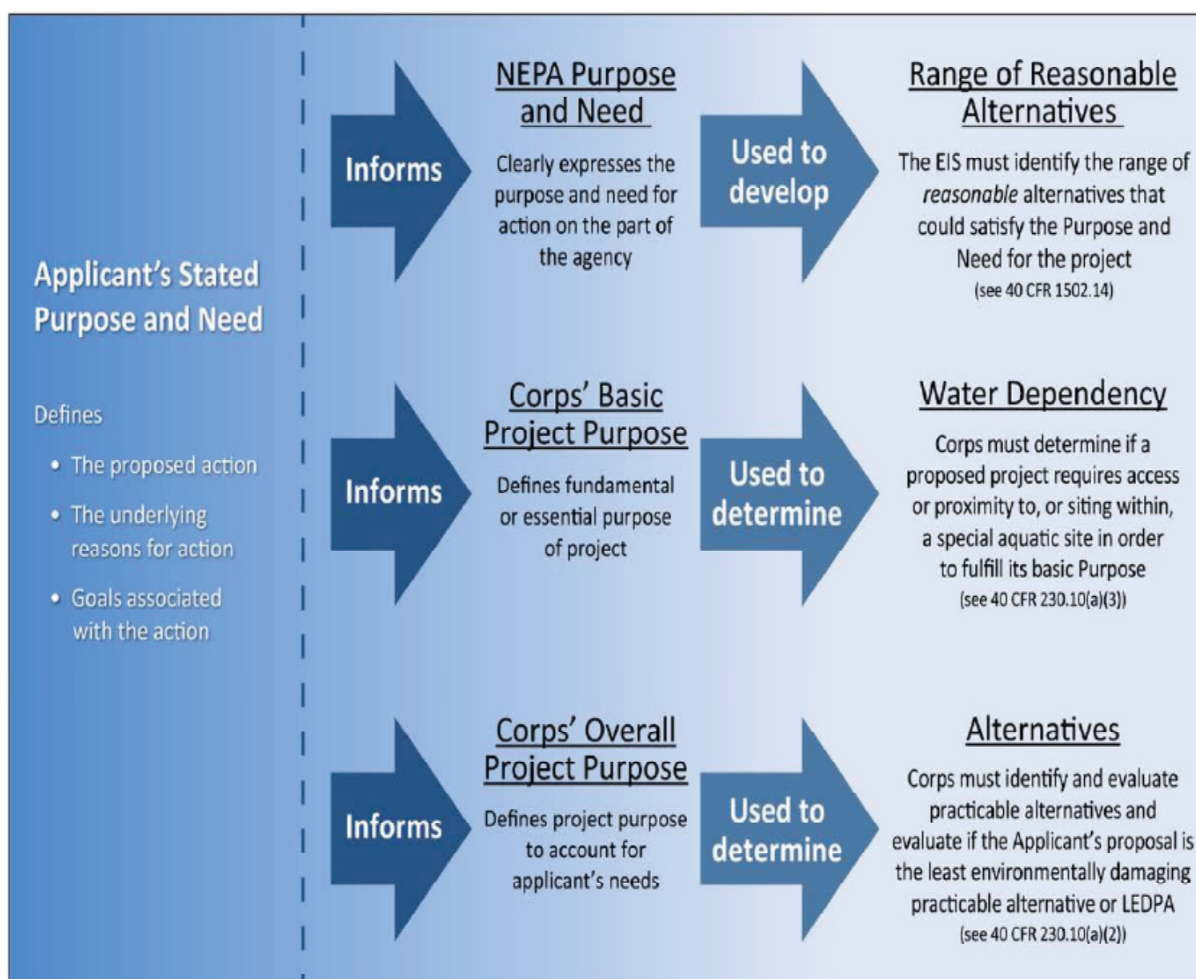 Applicant's Stated
Purpose and Need
Defines
• The proposed action
• The underlying
reasons for action
• Goals associated
with the action
Informs
NEPA Purpose
and Need
Clearly expresses the
purpose and need for
action on the part of
the agency
Used to
develop
Range of Reasonable
Alternatives
The EIS must identify the range of
reasonable alternatives that
could satisfy the Purpose and
Need for the project
(see 40 CFR 1502.14)
Informs
Corps' Basic
Project Purpose
Defines fundamental
or essential purpose
of project
Used to
determine
Water Dependency
Corps must determine if a
proposed project requires access
or proximity to, or siting within,
a special aquatic site in order
to fulfill its basic Purpose
(see 40 CFR 230.10(a)(3))
Informs
Corps' Overall
Project Purpose
Defines project purpose
to account for
applicant's needs
Used to
determine
Alternatives
Corps must identify and evaluate
practicable alternatives and
evaluate if the Applicant's proposal is
the least environmentally damaging
practicable alternative or LEDPA
(see 40 CFR 230.10(a)(2))